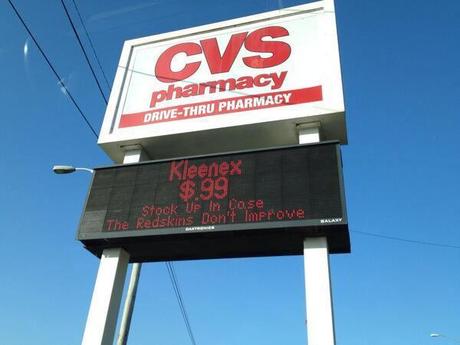 CVS
pharmacy
DRIVE-THRU PHARMACY
Kleenex
$.99
Stock Up In Case
The Redskins Don't Improve
DAKTRONICS
GALAXY